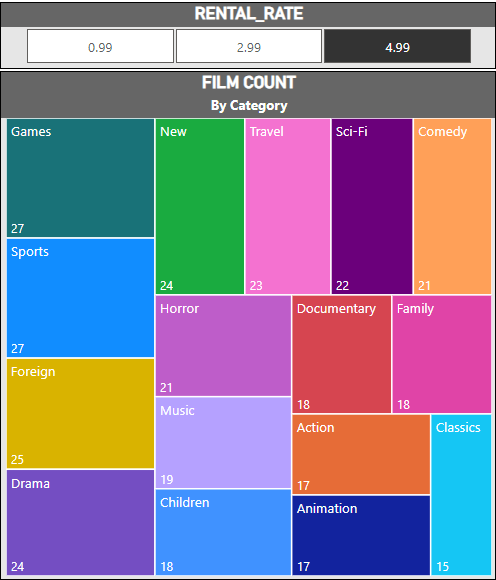 RENTAL_RATE
0.99
2.99
4.99
FILM COUNT
By Category
Games
27
Sports
27
Foreign
25
Drama
24
New
24
Travel
23
Sci-Fi
22
Comedy
21
Horror
21
Music
19
Children
18
Documentary
18
Family
18
Action
17
Animation
17
Classics
15